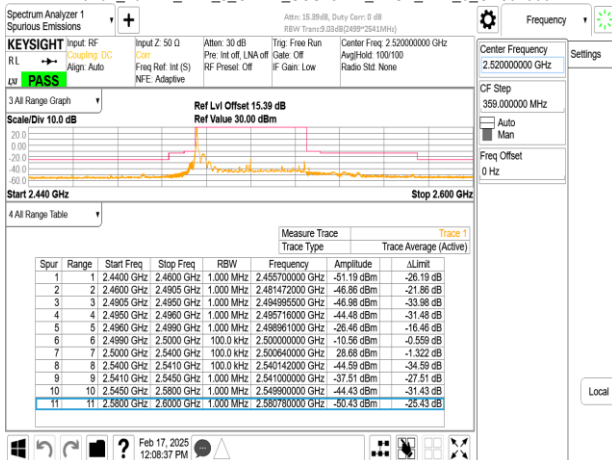 Spectrum Analyzer 1
Spurious Emissions
Attn: 15.39dB, Duty Corr: 0 dB
RBW Trans:9.03dB(2499~2541MHz)
Frequency
KEYSIGHT
RL
PASS
Input: RF
Coupling: DC
Align: Auto
Input Z: 50 Ω
Corr
Freq Ref: Int (S)
NFE: Adaptive
Atten: 30 dB
Pre: Int off, LNA off
RF Preset: Off
Trig: Free Run
Gate: Off
IF Gain: Low
Center Freq: 2.520000000 GHz
Avg|Hold: 100/100
Radio Std: None
Center Frequency
2.520000000 GHz
Settings
CF Step
359.000000 MHz
Auto
Man
Freq Offset
0 Hz
Local
3 All Range Graph
Scale/Div 10.0 dB
Ref Lvl Offset 15.39 dB
Ref Value 30.00 dBm
20.0
0.00
-20.0
-40.0
-60.0
Start 2.440 GHz
Stop 2.600 GHz
4 All Range Table
Measure Trace Trace 1
Trace Type Trace Average (Active)
Spur Range Start Freq Stop Freq RBW Frequency Amplitude ΔLimit
1 1 2.4400 GHz 2.4600 GHz 1.000 MHz 2.455700000 GHz -51.19 dBm -26.19 dB
2 2 2.4600 GHz 2.4905 GHz 1.000 MHz 2.481472000 GHz -46.86 dBm -21.86 dB
3 3 2.4905 GHz 2.4950 GHz 1.000 MHz 2.494995500 GHz -46.98 dBm -33.98 dB
4 4 2.4950 GHz 2.4960 GHz 1.000 MHz 2.495716000 GHz -44.48 dBm -31.48 dB
5 5 2.4960 GHz 2.4990 GHz 1.000 MHz 2.498961000 GHz -26.46 dBm -16.46 dB
6 6 2.4990 GHz 2.5000 GHz 100.0 kHz 2.500000000 GHz -10.56 dBm -0.559 dB
7 7 2.5000 GHz 2.5400 GHz 100.0 kHz 2.500640000 GHz 28.68 dBm -1.322 dB
8 8 2.5400 GHz 2.5410 GHz 100.0 kHz 2.540142000 GHz -44.59 dBm -34.59 dB
9 9 2.5410 GHz 2.5450 GHz 1.000 MHz 2.541000000 GHz -37.51 dBm -27.51 dB
10 10 2.5450 GHz 2.5800 GHz 1.000 MHz 2.549900000 GHz -44.43 dBm -31.43 dB
11 11 2.5800 GHz 2.6000 GHz 1.000 MHz 2.580780000 GHz -50.43 dBm -25.43 dB
Feb 17, 2025
12:08:37 PM